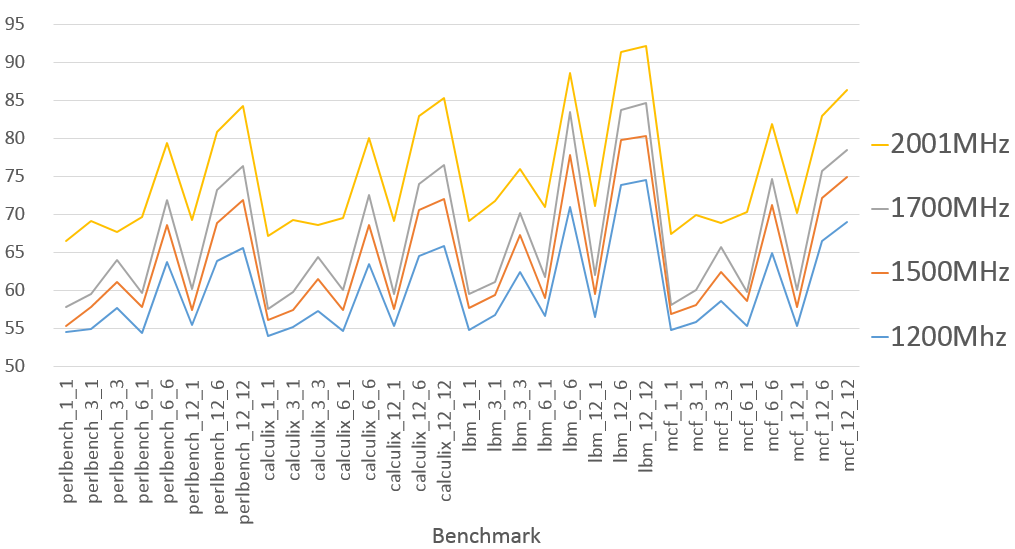 95
90
85
80
75
70
65
60
55
50
2001MHz
1700MHz
1500MHz
1200Mhz
perlbench_1_1
perlbench_3_1
perlbench_3_3
perlbench_6_1
perlbench_6_6
perlbench_12_1
perlbench_12_6
perlbench_12_12
calculix_1_1
calculix_3_1
calculix_3_3
calculix_6_1
calculix_6_6
calculix_12_1
calculix_12_6
calculix_12_12
lbm_1_1
lbm_3_1
lbm_3_3
lbm_6_1
lbm_6_6
lbm_12_1
lbm_12_6
lbm_12_12
mcf_1_1
mcf_3_1
mcf_3_3
mcf_6_1
mcf_6_6
mcf_12_1
mcf_12_6
mcf_12_12
Benchmark